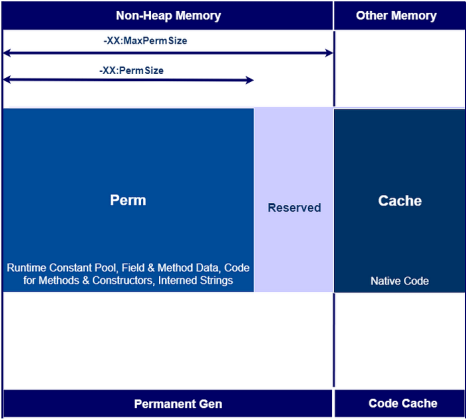 Non-Heap Memory
Other Memory
-XX:MaxPermSize
-XX:PermSize
Perm
Reserved
Cache
Runtime Constant Pool, Field & Method Data, Code
for Methods & Constructors, Interned Strings
Native Code
Permanent Gen
Code Cache